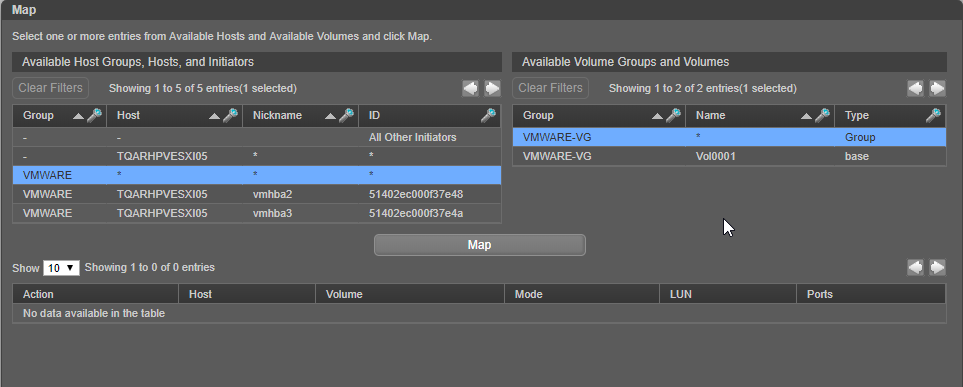 Map
Select one or more entries from Available Hosts and Available Volumes and click Map.
Available Host Groups, Hosts, and Initiators
Clear Filters Showing 1 to 5 of 5 entries(1 selected)
Group Host Nickname ID
- - All Other Initiators
- TQARHPVESXI05 * *
VMWARE * * *
VMWARE TQARHPVESXI05 vmhba2 51402ec000f37e48
VMWARE TQARHPVESXI05 vmhba3 51402ec000f37e4a
Available Volume Groups and Volumes
Clear Filters Showing 1 to 2 of 2 entries(1 selected)
Group Name Type
VMWARE-VG * Group
VMWARE-VG Vol0001 base
Map
Show 10 Showing 1 to 0 of 0 entries
Action Host Volume Mode LUN Ports
No data available in the table